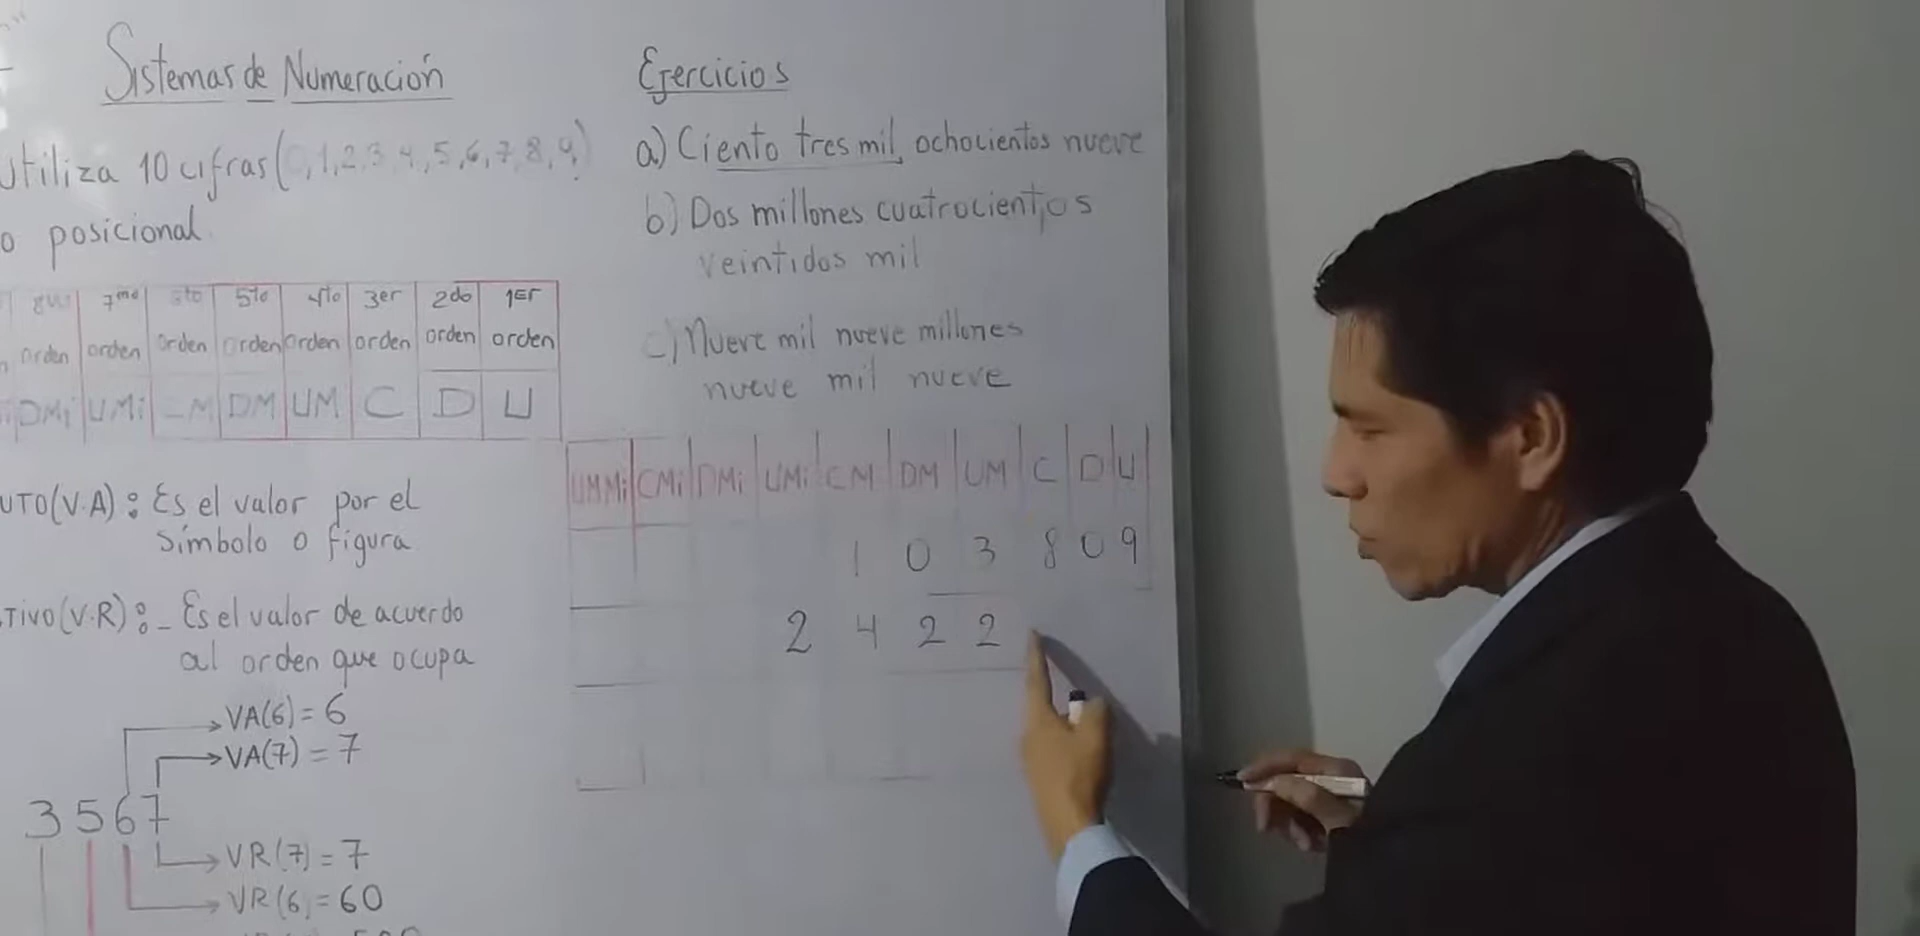 Sistemas de Numeración
utiliza 10 cifras (0,1,2,3,4,5,6,7,8,9)
o posicional
8vo 7mo 6to 5to 4to 3er 2do 1Er
orden orden orden orden orden orden orden orden
DMi UMi CM DM UM C D U
UTO(V.A): Es el valor por el
símbolo o figura
TIVO(V.R):- Es el valor de acuerdo
al orden que ocupa
VA(6) = 6
VA(7) = 7
3567
VR(7) = 7
VR(6) = 60
Ejercicios
a) Ciento tres mil, ochocientos nueve
b) Dos millones cuatrocientos
veintidos mil
c) Nueve mil nueve millones
nueve mil nueve
UMMi CMi DMi UMi CM DM UM C D U
1 0 3 8 0 9
2 4 2 2